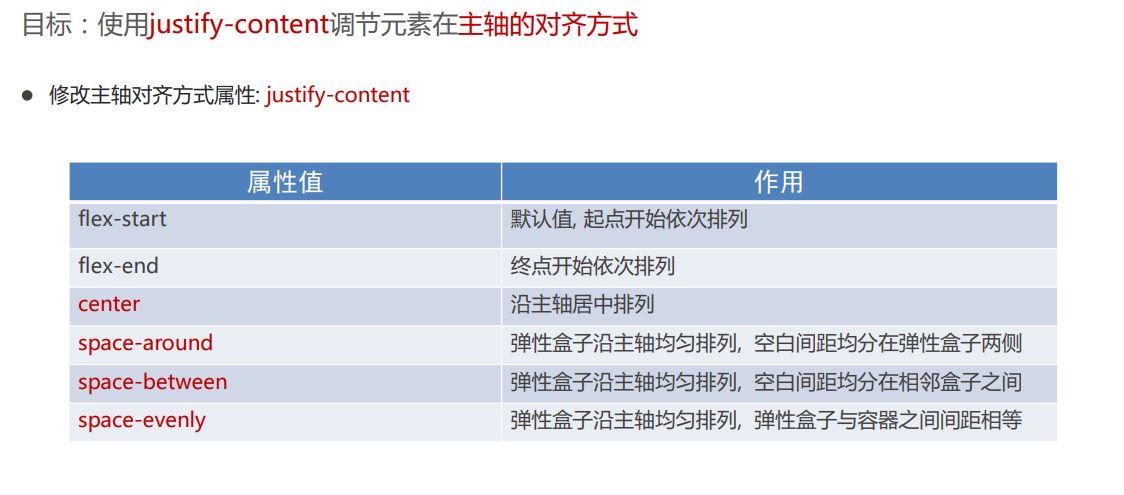 目标：使用justify-content调节元素在主轴的对齐方式
● 修改主轴对齐方式属性: justify-content
属性值 作用
flex-start 默认值, 起点开始依次排列
flex-end 终点开始依次排列
center 沿主轴居中排列
space-around 弹性盒子沿主轴均匀排列, 空白间距均分在弹性盒子两侧
space-between 弹性盒子沿主轴均匀排列, 空白间距均分在相邻盒子之间
space-evenly 弹性盒子沿主轴均匀排列, 弹性盒子与容器之间间距相等